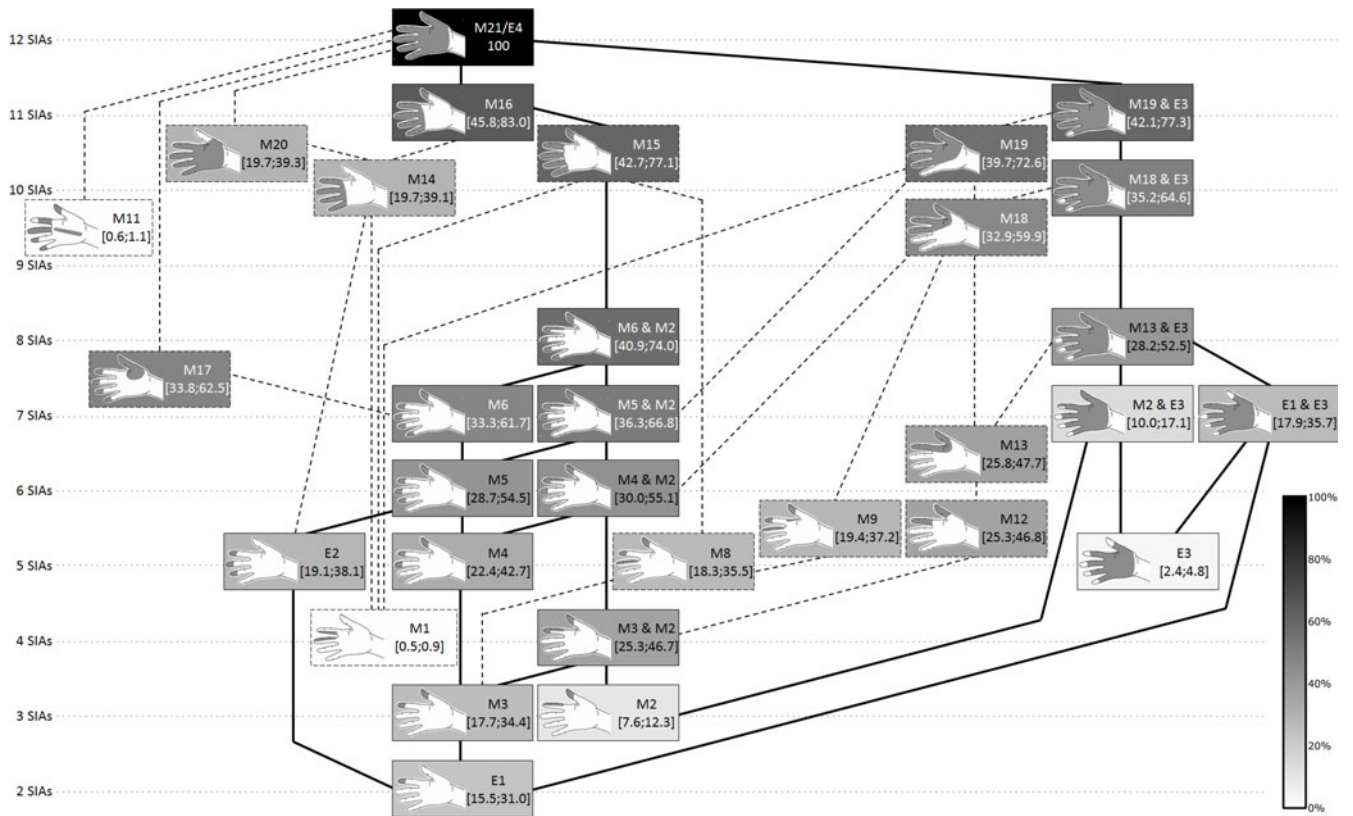 12 SIAs
M21/E4
100
M16
[45.8;83.0]
M19 & E3
[42.1;77.3]
11 SIAs
M20
[19.7;39.3]
M15
[42.7;77.1]
M19
[39.7;72.6]
M14
[19.7;39.1]
M18 & E3
[35.2;64.6]
10 SIAs
M11
[0.6;1.1]
M18
[32.9;59.9]
9 SIAs
M6 & M2
[40.9;74.0]
M13 & E3
[28.2;52.5]
8 SIAs
M17
[33.8;62.5]
M6
[33.3;61.7]
M5 & M2
[36.3;66.8]
M2 & E3
[10.0;17.1]
E1 & E3
[17.9;35.7]
7 SIAs
M13
[25.8;47.7]
M5
[28.7;54.5]
M4 & M2
[30.0;55.1]
6 SIAs
M9
[19.4;37.2]
M12
[25.3;46.8]
100%
80%
60%
40%
20%
0%
E2
[19.1;38.1]
M4
[22.4;42.7]
M8
[18.3;35.5]
E3
[2.4;4.8]
5 SIAs
M1
[0.5;0.9]
M3 & M2
[25.3;46.7]
4 SIAs
M3
[17.7;34.4]
M2
[7.6;12.3]
3 SIAs
E1
[15.5;31.0]
2 SIAs